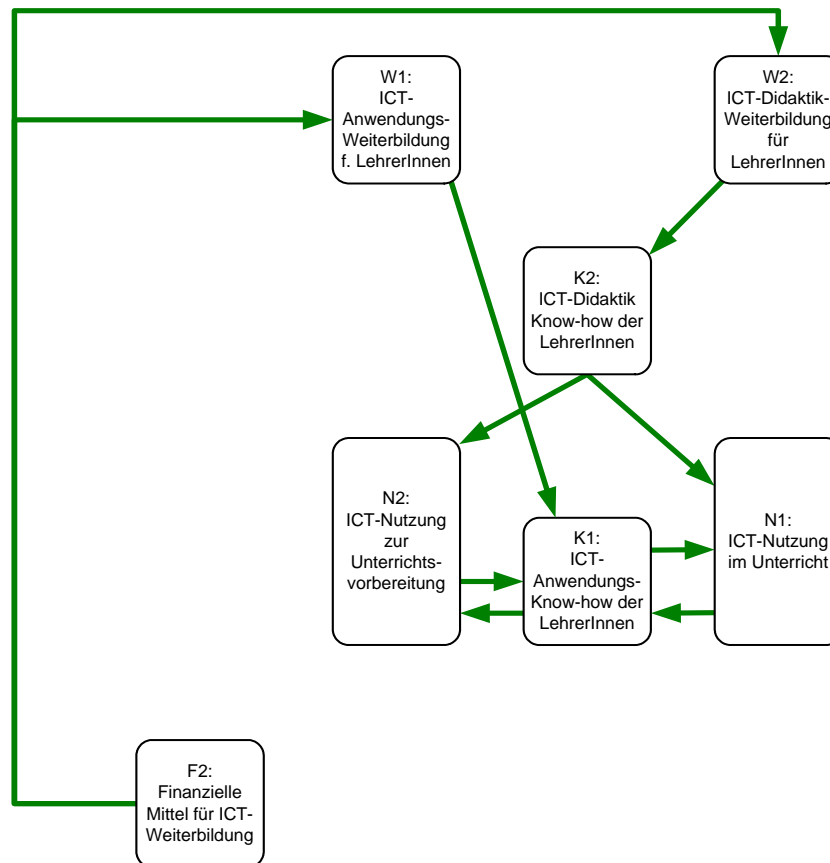 W1:
ICT-
Anwendungs-
Weiterbildung
f. LehrerInnen
W2:
ICT-Didaktik-
Weiterbildung
für
LehrerInnen
K2:
ICT-Didaktik
Know-how der
LehrerInnen
N2:
ICT-Nutzung
zur
Unterrichts-
vorbereitung
K1:
ICT-
Anwendungs-
Know-how der
LehrerInnen
N1:
ICT-Nutzung
im Unterricht
F2:
Finanzielle
Mittel für ICT-
Weiterbildung